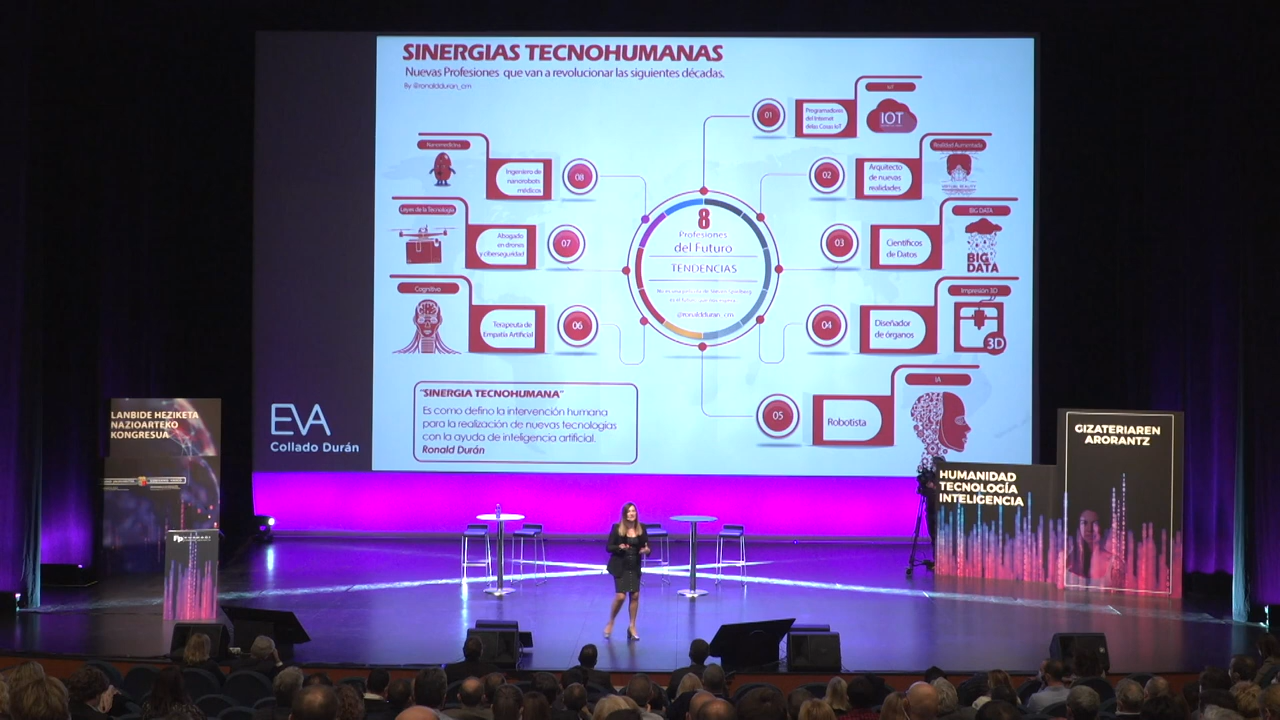 SINERGIAS TECNOHUMANAS
Nuevas Profesiones que van a revolucionar las siguientes décadas.
By @ronaldduran_cm
01
Programadores
del Internet
de las Cosas IoT
IoT
IOT
02
Arquitecto
de nuevas
realidades
Realidad Aumentada
03
Científicos
de Datos
BIG DATA
BIG
DATA
04
Diseñador
de órganos
Impresión 3D
3D
05
Robotista
IA
06
Terapeuta de
Empatía Artificial
Cognitiva
07
Abogado
en drones
y ciberseguridad
Leyes de la Tecnología
08
Ingeniero de
nanorobots
médicos
Nanomedicina
8
Profesiones
del Futuro
TENDENCIAS
@ronaldduran_cm
"SINERGIA TECNOHUMANA"
Es como defino la intervención humana
para la realización de nuevas tecnologías
con la ayuda de inteligencia artificial.
Ronald Durán
EVA
Collado Durán
LANBIDE HEZIKETA
NAZIOARTEKO
KONGRESUA
HUMANIDAD
TECNOLOGÍA
INTELIGENCIA
GIZATERIAREN
ARORANTZ